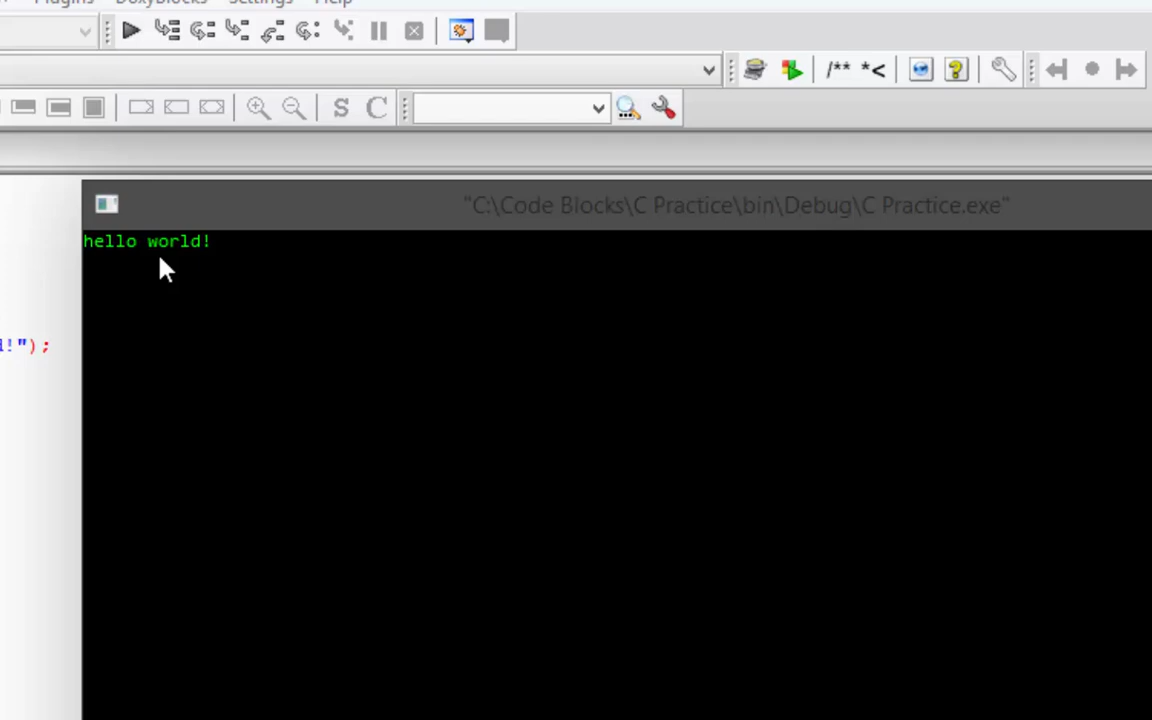 Plugins DoxyBlocks Settings Help
/** *<
S C
"C:\Code Blocks\C Practice\bin\Debug\C Practice.exe"
hello world!
!");